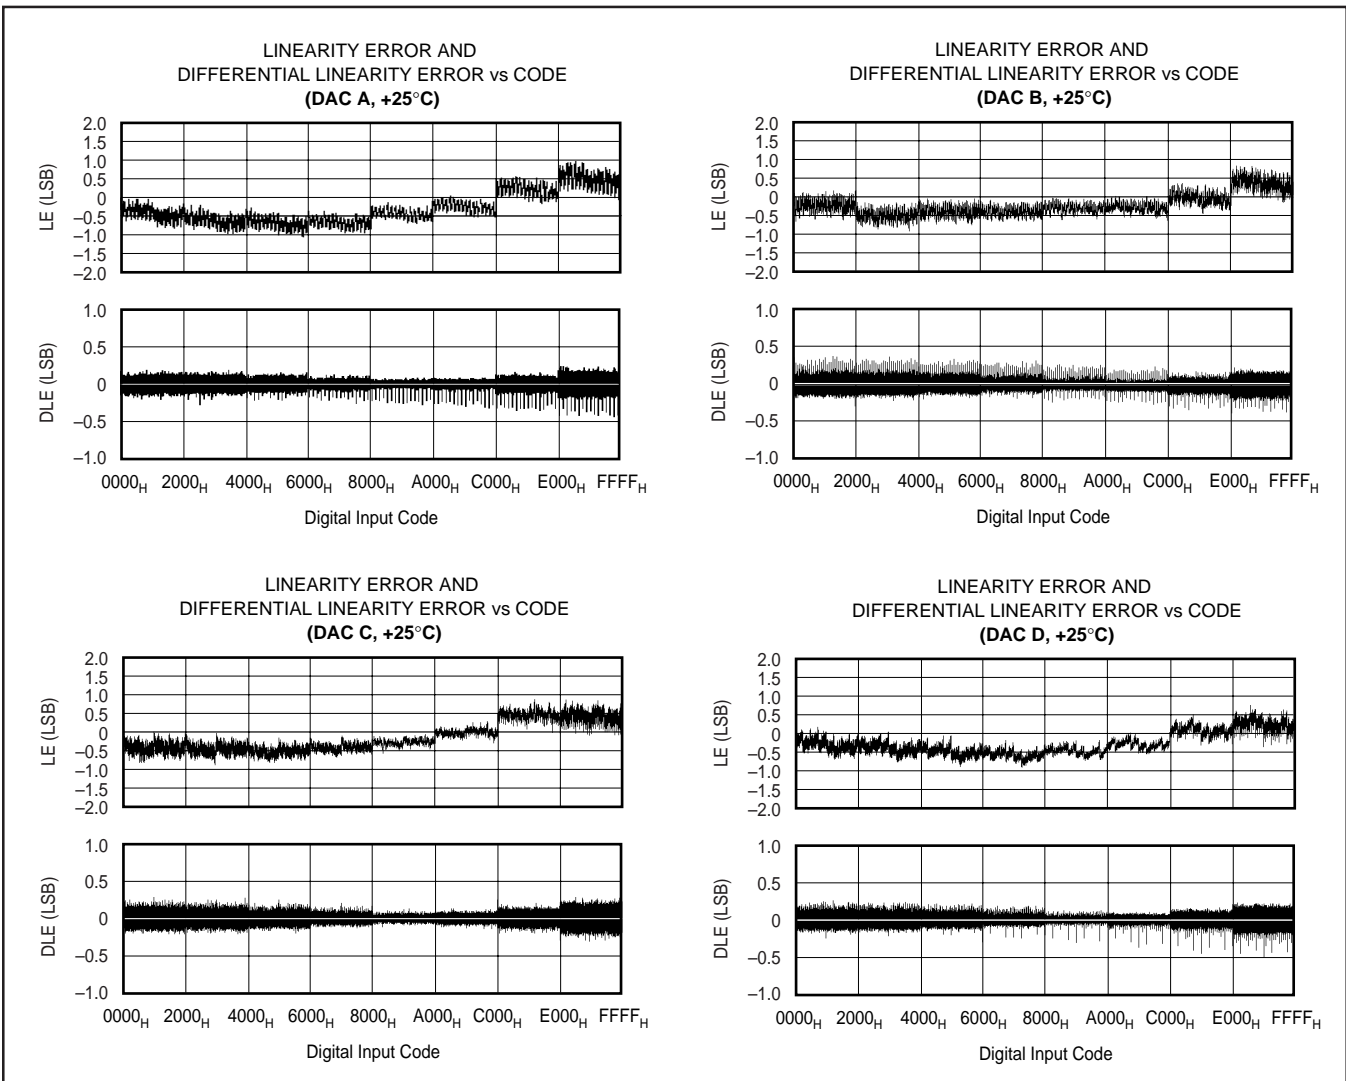 LINEARITY ERROR AND
DIFFERENTIAL LINEARITY ERROR vs CODE
(DAC A, +25°C)
2.0
1.5
1.0
0.5
0
–0.5
–1.0
–1.5
–2.0
LE (LSB)
1.0
0.5
0
–0.5
–1.0
DLE (LSB)
0000H 2000H 4000H 6000H 8000H A000H C000H E000H FFFFH
Digital Input Code
LINEARITY ERROR AND
DIFFERENTIAL LINEARITY ERROR vs CODE
(DAC B, +25°C)
2.0
1.5
1.0
0.5
0
–0.5
–1.0
–1.5
–2.0
LE (LSB)
1.0
0.5
0
–0.5
–1.0
DLE (LSB)
0000H 2000H 4000H 6000H 8000H A000H C000H E000H FFFFH
Digital Input Code
LINEARITY ERROR AND
DIFFERENTIAL LINEARITY ERROR vs CODE
(DAC C, +25°C)
2.0
1.5
1.0
0.5
0
–0.5
–1.0
–1.5
–2.0
LE (LSB)
1.0
0.5
0
–0.5
–1.0
DLE (LSB)
0000H 2000H 4000H 6000H 8000H A000H C000H E000H FFFFH
Digital Input Code
LINEARITY ERROR AND
DIFFERENTIAL LINEARITY ERROR vs CODE
(DAC D, +25°C)
2.0
1.5
1.0
0.5
0
–0.5
–1.0
–1.5
–2.0
LE (LSB)
1.0
0.5
0
–0.5
–1.0
DLE (LSB)
0000H 2000H 4000H 6000H 8000H A000H C000H E000H FFFFH
Digital Input Code